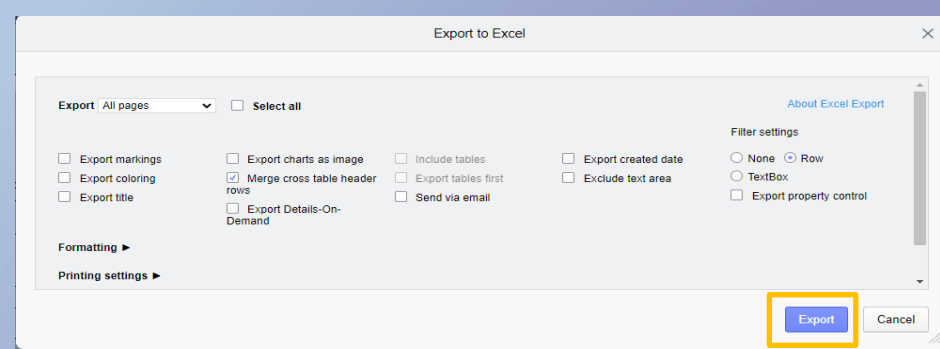 Export to Excel
Export All pages Select all About Excel Export
Filter settings
Export markings Export charts as image Include tables Export created date None Row
Export coloring Merge cross table header rows Export tables first Exclude text area TextBox
Export title Export Details-On-Demand Send via email Export property control
Formatting ►
Printing settings ►
Export Cancel